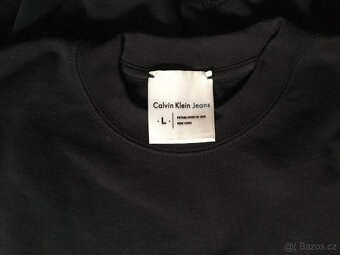 Calvin Klein Jeans
· L ·
ESTABLISHED IN 1978
NEW YORK
© Bazos.cz